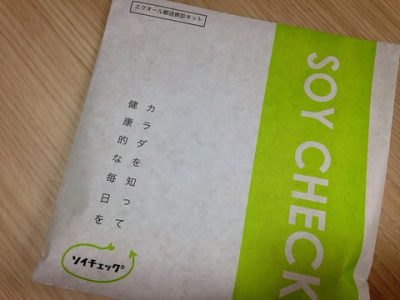 エクオール郵送検査キット
SOY CHECK
カラダを知って
健康的な毎日を
ソイチェック®